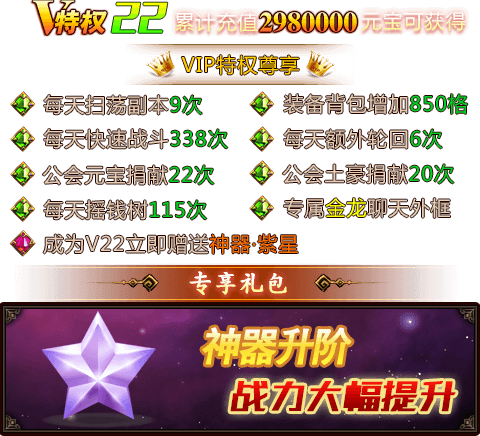 V特权 22 累计充值2980000元宝可获得
VIP特权尊享
每天扫荡副本9次 装备背包增加850格
每天快速战斗338次 每天额外轮回6次
公会元宝捐献22次 公会土豪捐献20次
每天摇钱树115次 专属金龙聊天外框
成为V22立即赠送神器·紫星
专享礼包
神器升阶
战力大幅提升